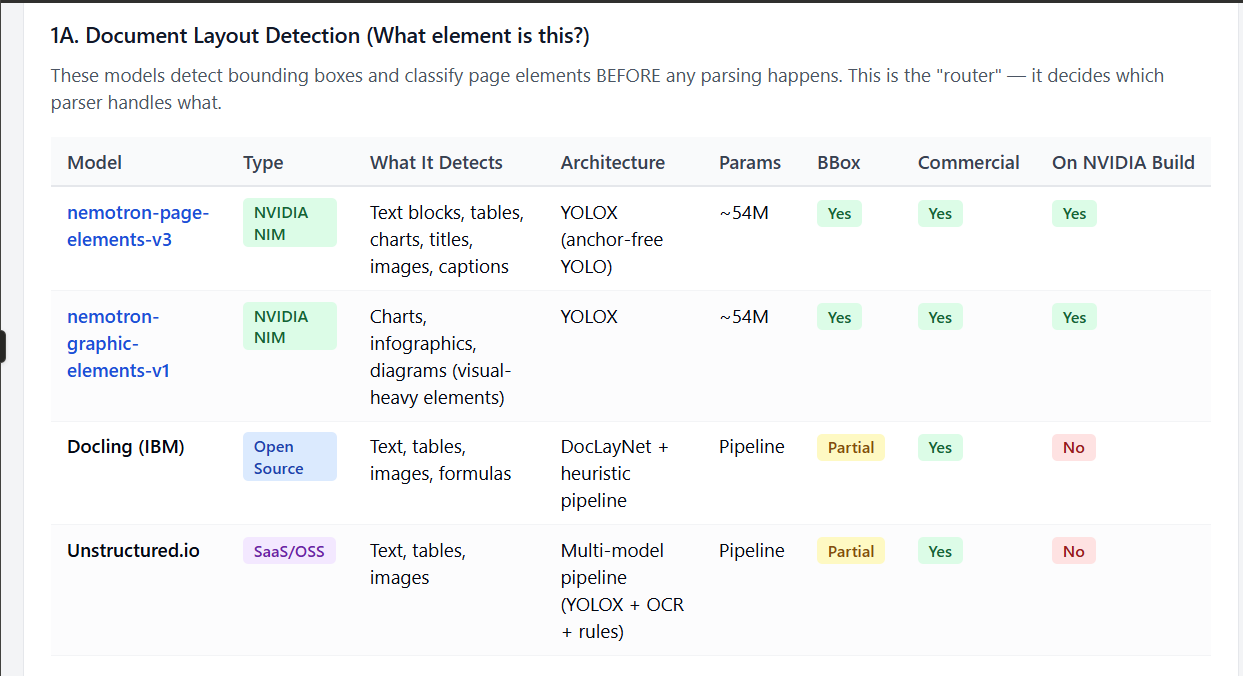 1A. Document Layout Detection (What element is this?)
These models detect bounding boxes and classify page elements BEFORE any parsing happens. This is the "router" — it decides which
parser handles what.
Model Type What It Detects Architecture Params BBox Commercial On NVIDIA Build
nemotron-page-
elements-v3
NVIDIA
NIM
Text blocks, tables,
charts, titles,
images, captions
YOLOX
(anchor-free
YOLO)
~54M
Yes
Yes
Yes
nemotron-
graphic-
elements-v1
NVIDIA
NIM
Charts,
infographics,
diagrams (visual-
heavy elements)
YOLOX
~54M
Yes
Yes
Yes
Docling (IBM)
Open
Source
Text, tables,
images, formulas
DocLayNet +
heuristic
pipeline
Pipeline
Partial
Yes
No
Unstructured.io
SaaS/OSS
Text, tables,
images
Multi-model
pipeline
(YOLOX + OCR
+ rules)
Pipeline
Partial
Yes
No